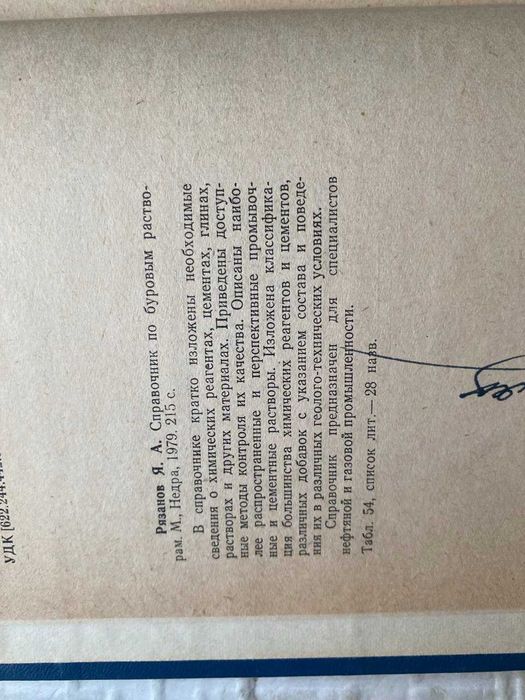 УДК [622.244.442.
Рязанов Я. А. Справочник по буровым раство-
рам. М., Недра, 1979. 215 с.
В справочнике кратко изложены необходимые
сведения о химических реагентах, цементах, глинах,
растворах и других материалах. Приведены доступ-
ные методы контроля их качества. Описаны наибо-
лее распространенные и перспективные промывоч-
ные и цементные растворы. Изложена классифика-
ция большинства химических реагентов и цементов,
различных добавок с указанием состава и поведе-
ния их в различных геолого-технических условиях.
Справочник предназначен для специалистов
нефтяной и газовой промышленности.
Табл. 54, список лит.— 28 назв.